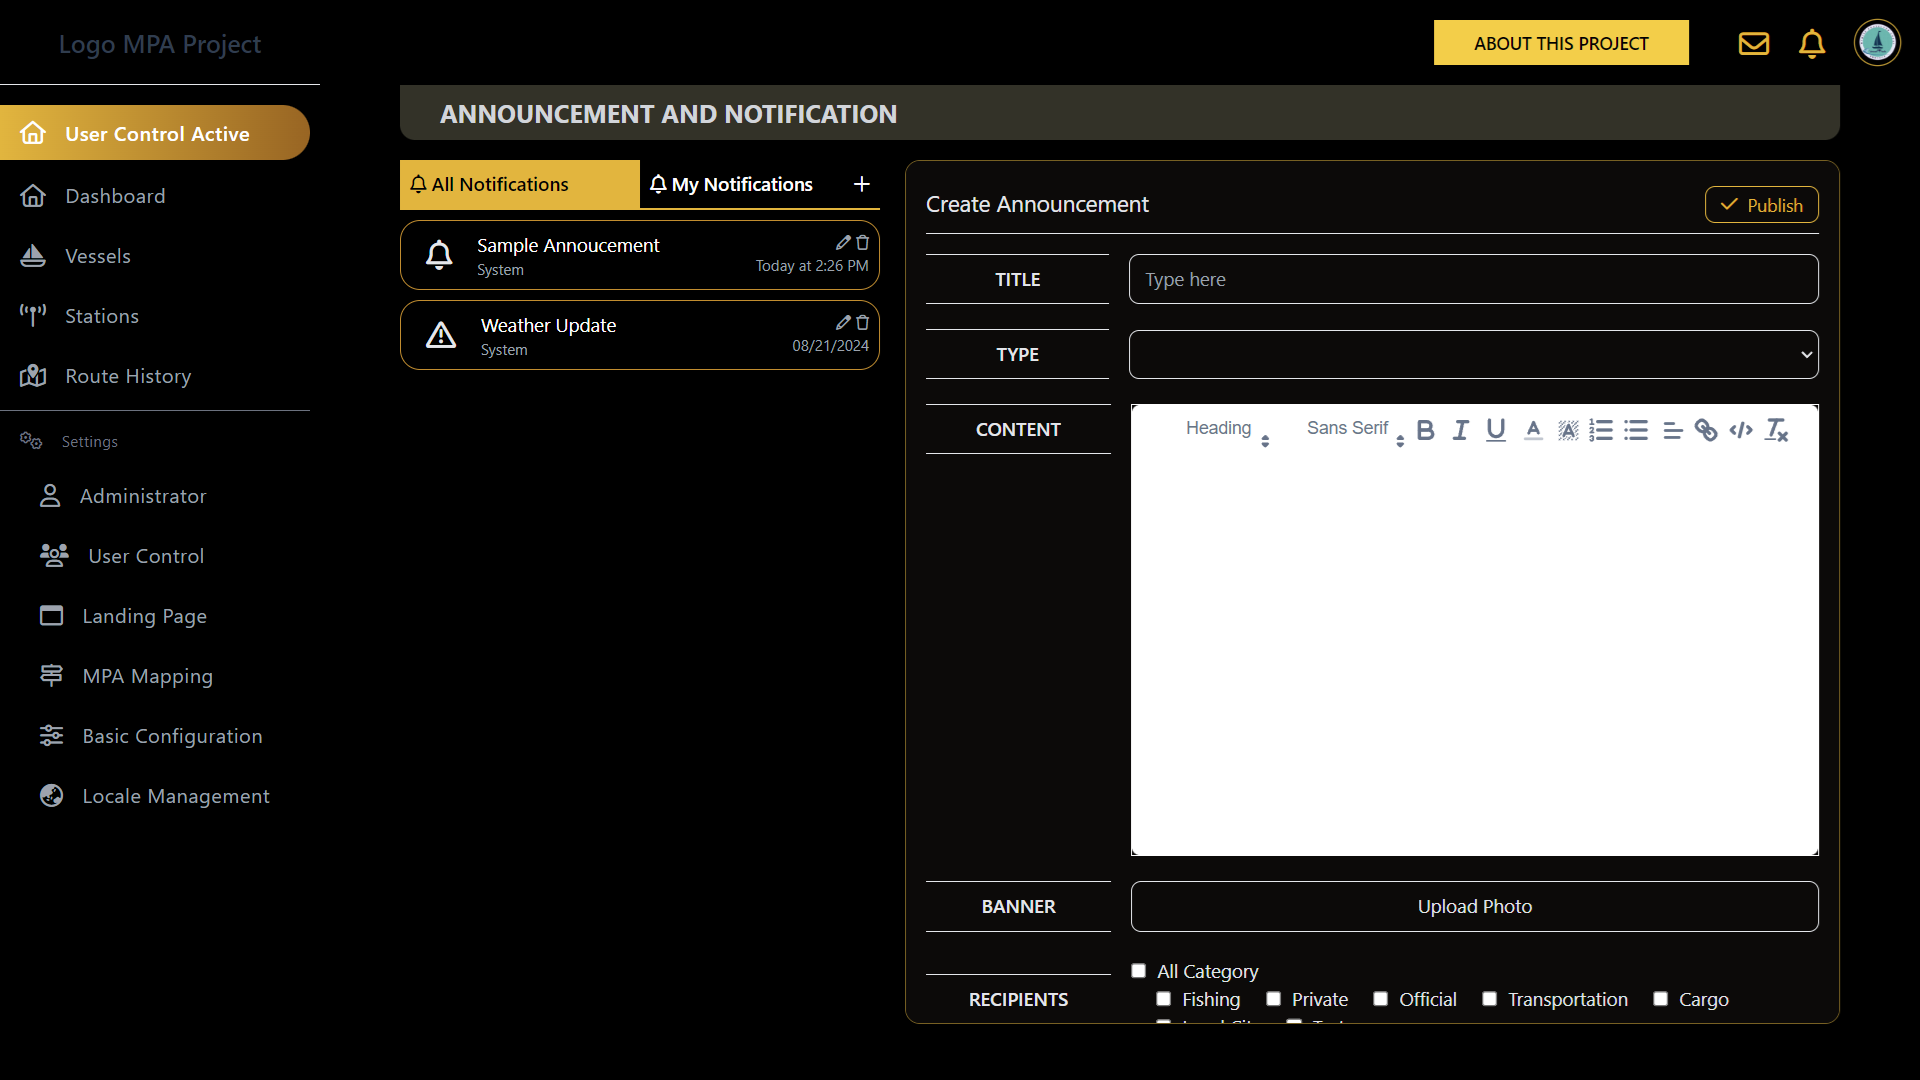 Logo MPA Project
ABOUT THIS PROJECT
User Control Active
Dashboard
Vessels
Stations
Route History
Settings
Administrator
User Control
Landing Page
MPA Mapping
Basic Configuration
Locale Management
ANNOUNCEMENT AND NOTIFICATION
All Notifications
My Notifications
Sample Annoucement
System
Today at 2:26 PM
Weather Update
System
08/21/2024
Create Announcement
Publish
TITLE
Type here
TYPE
CONTENT
Heading
Sans Serif
BANNER
Upload Photo
RECIPIENTS
All Category
Fishing Private Official Transportation Cargo